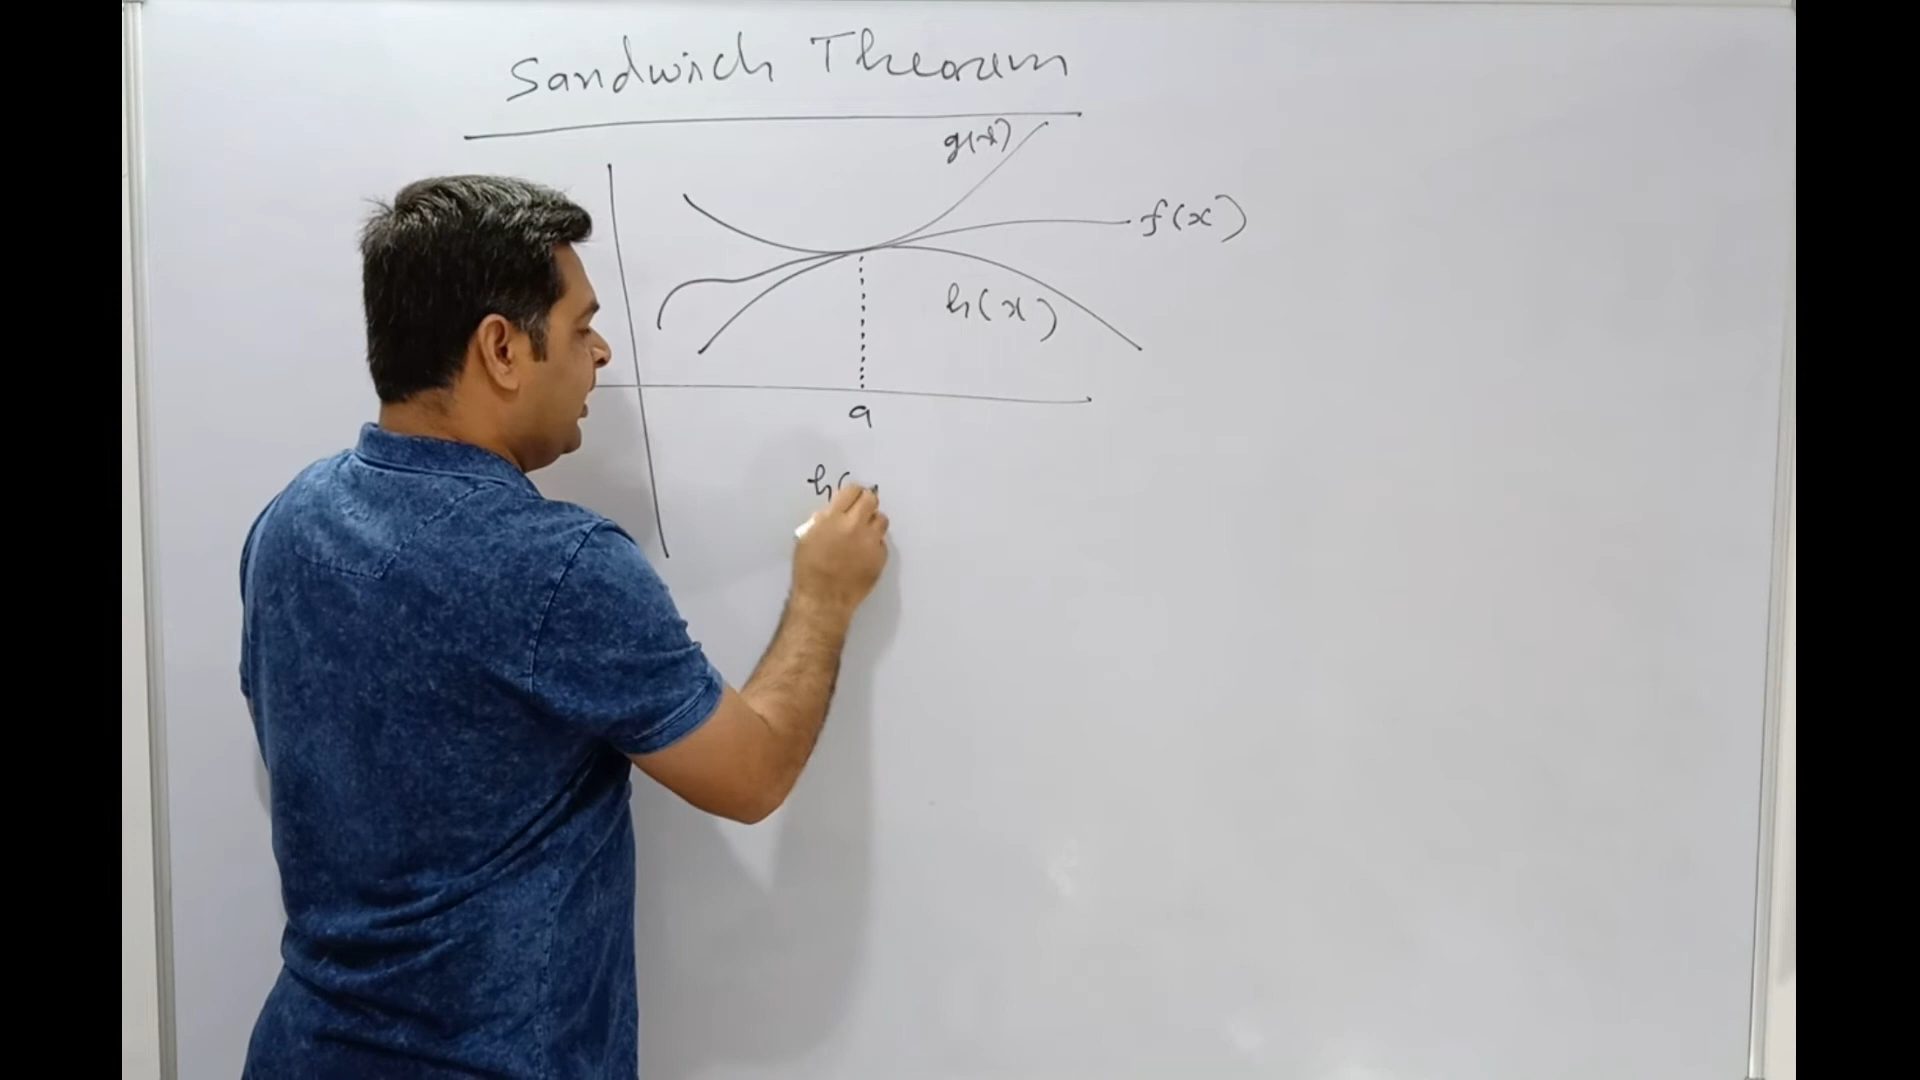 Sandwich Theorem
g(x)
f(x)
h(x)
a
h(